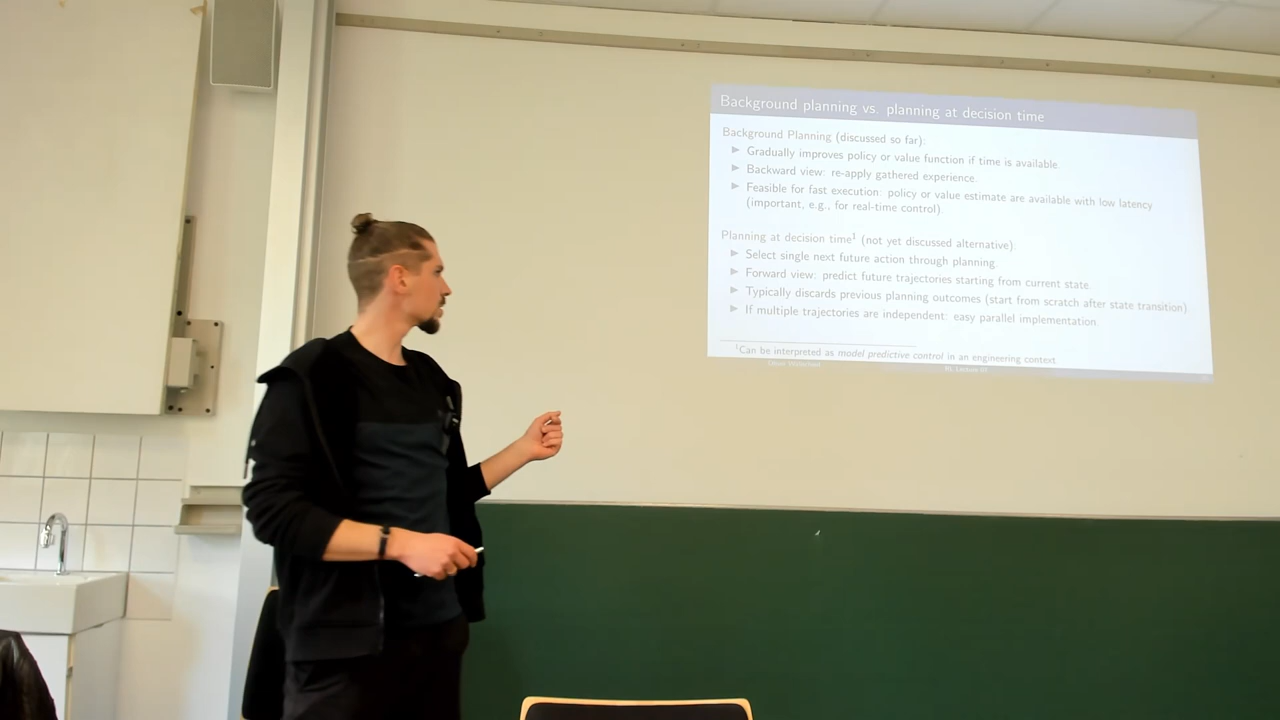 Background planning vs. planning at decision time
Background Planning (discussed so far):
▶ Gradually improves policy or value function if time is available.
▶ Backward view: re-apply gathered experience.
▶ Feasible for fast execution: policy or value estimate are available with low latency
(important, e.g., for real-time control).
Planning at decision time¹ (not yet discussed alternative):
▶ Select single next future action through planning.
▶ Forward view: predict future trajectories starting from current state.
▶ Typically discards previous planning outcomes (start from scratch after state transition).
▶ If multiple trajectories are independent: easy parallel implementation.
¹Can be interpreted as model predictive control in an engineering context.
RL Lecture 07